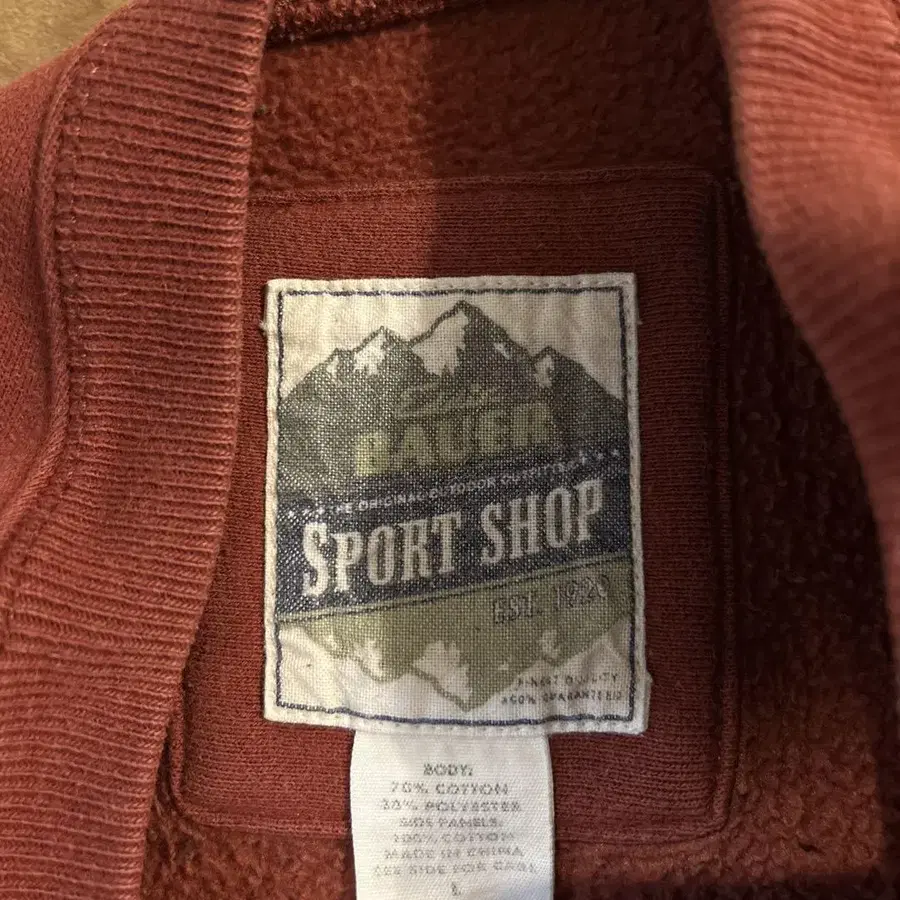 Eddie
BAUER
THE ORIGINAL OUTDOOR OUTFITTER
SPORT SHOP
EST. 1920
FINEST QUALITY
100% GUARANTEED
BODY:
70% COTTON
30% POLYESTER
SIDE PANELS:
100% COTTON
MADE IN CHINA
SEE SIDE FOR CARE
L